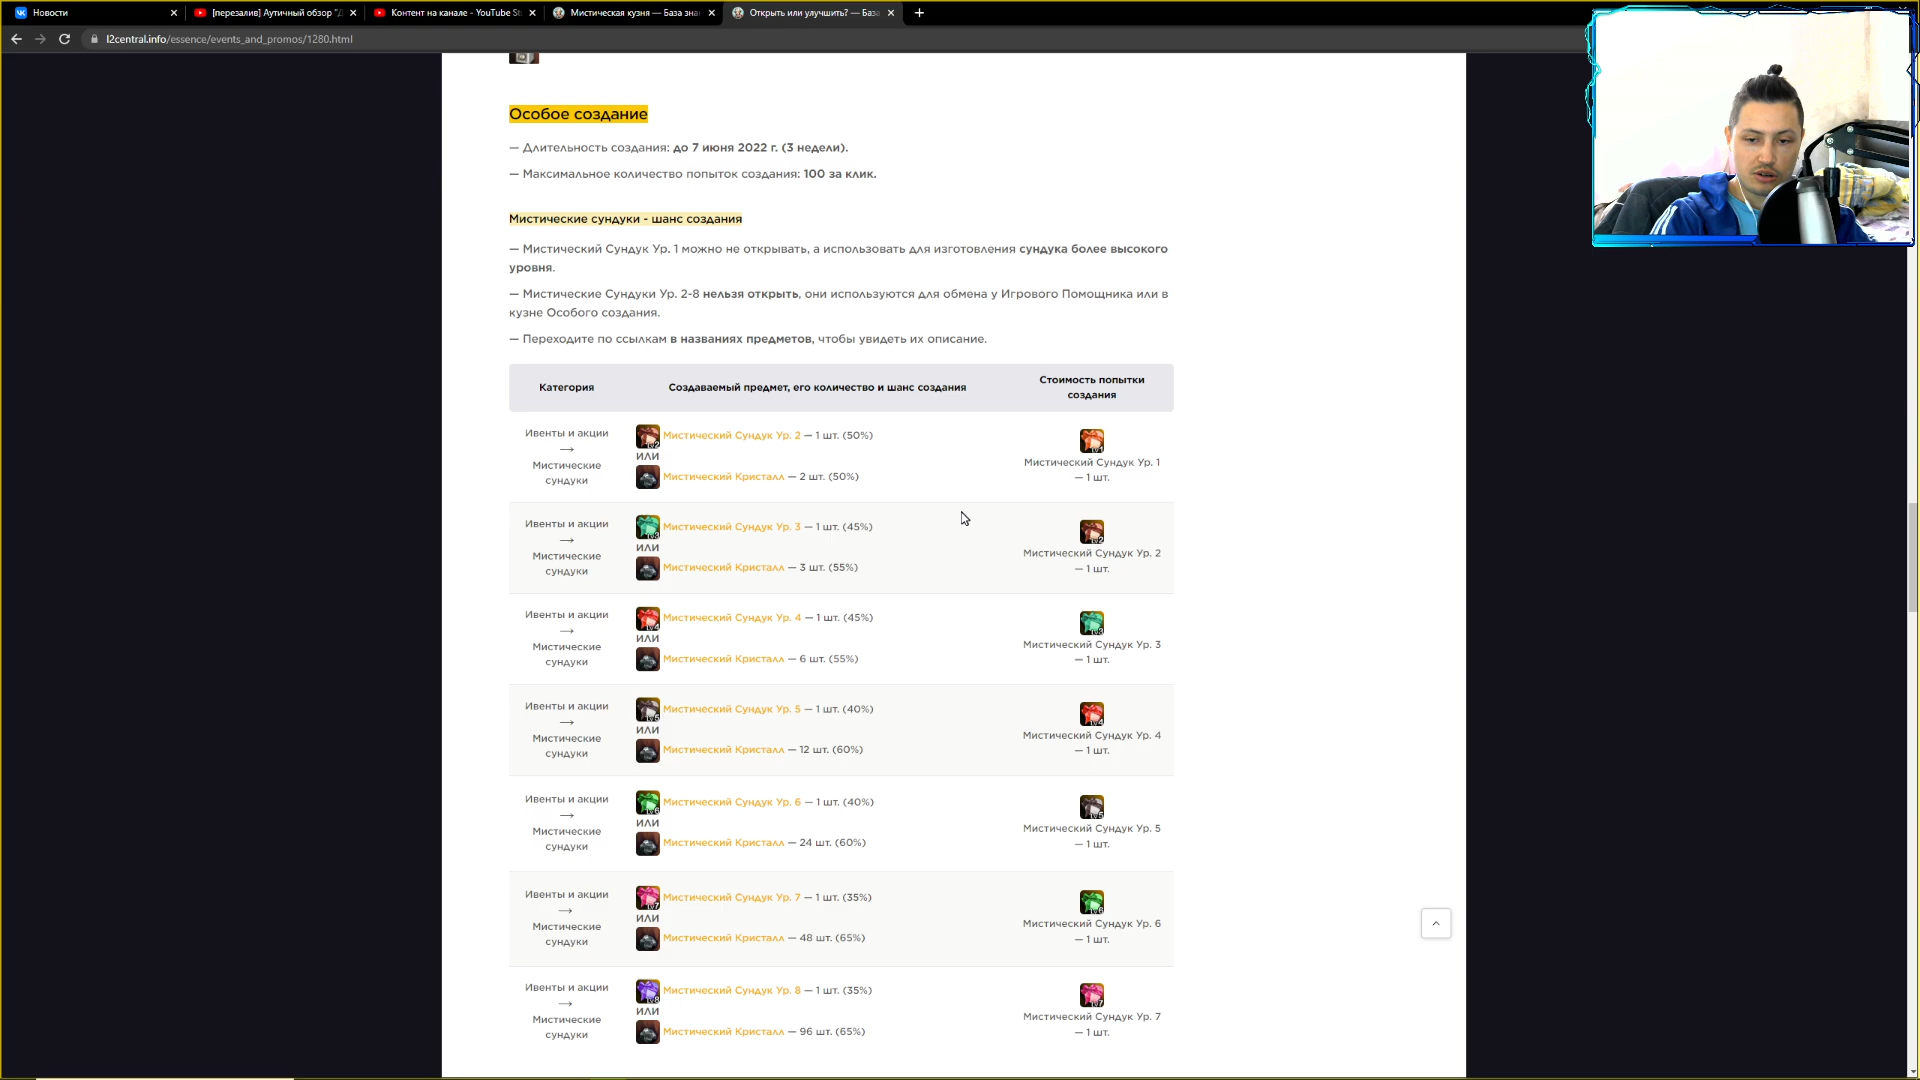 Новости
[перезалив] Аутичный обзор "Д
Контент на канале - YouTube St
Мистическая кузня — База зна
Открыть или улучшить? — База
l2central.info/essence/events_and_promos/1280.html
Особое создание
— Длительность создания: до 7 июня 2022 г. (3 недели).
— Максимальное количество попыток создания: 100 за клик.
Мистические сундуки - шанс создания
— Мистический Сундук Ур. 1 можно не открывать, а использовать для изготовления сундука более высокого
уровня.
— Мистические Сундуки Ур. 2-8 нельзя открыть, они используются для обмена у Игрового Помощника или в
кузне Особого создания.
— Переходите по ссылкам в названиях предметов, чтобы увидеть их описание.
Категория
Создаваемый предмет, его количество и шанс создания
Стоимость попытки
создания
Ивенты и акции
→
Мистические
сундуки
Мистический Сундук Ур. 2 — 1 шт. (50%)
ИЛИ
Мистический Кристалл — 2 шт. (50%)
Мистический Сундук Ур. 1
— 1 шт.
Ивенты и акции
→
Мистические
сундуки
Мистический Сундук Ур. 3 — 1 шт. (45%)
ИЛИ
Мистический Кристалл — 3 шт. (55%)
Мистический Сундук Ур. 2
— 1 шт.
Ивенты и акции
→
Мистические
сундуки
Мистический Сундук Ур. 4 — 1 шт. (45%)
ИЛИ
Мистический Кристалл — 6 шт. (55%)
Мистический Сундук Ур. 3
— 1 шт.
Ивенты и акции
→
Мистические
сундуки
Мистический Сундук Ур. 5 — 1 шт. (40%)
ИЛИ
Мистический Кристалл — 12 шт. (60%)
Мистический Сундук Ур. 4
— 1 шт.
Ивенты и акции
→
Мистические
сундуки
Мистический Сундук Ур. 6 — 1 шт. (40%)
ИЛИ
Мистический Кристалл — 24 шт. (60%)
Мистический Сундук Ур. 5
— 1 шт.
Ивенты и акции
→
Мистические
сундуки
Мистический Сундук Ур. 7 — 1 шт. (35%)
ИЛИ
Мистический Кристалл — 48 шт. (65%)
Мистический Сундук Ур. 6
— 1 шт.
Ивенты и акции
→
Мистические
сундуки
Мистический Сундук Ур. 8 — 1 шт. (35%)
ИЛИ
Мистический Кристалл — 96 шт. (65%)
Мистический Сундук Ур. 7
— 1 шт.